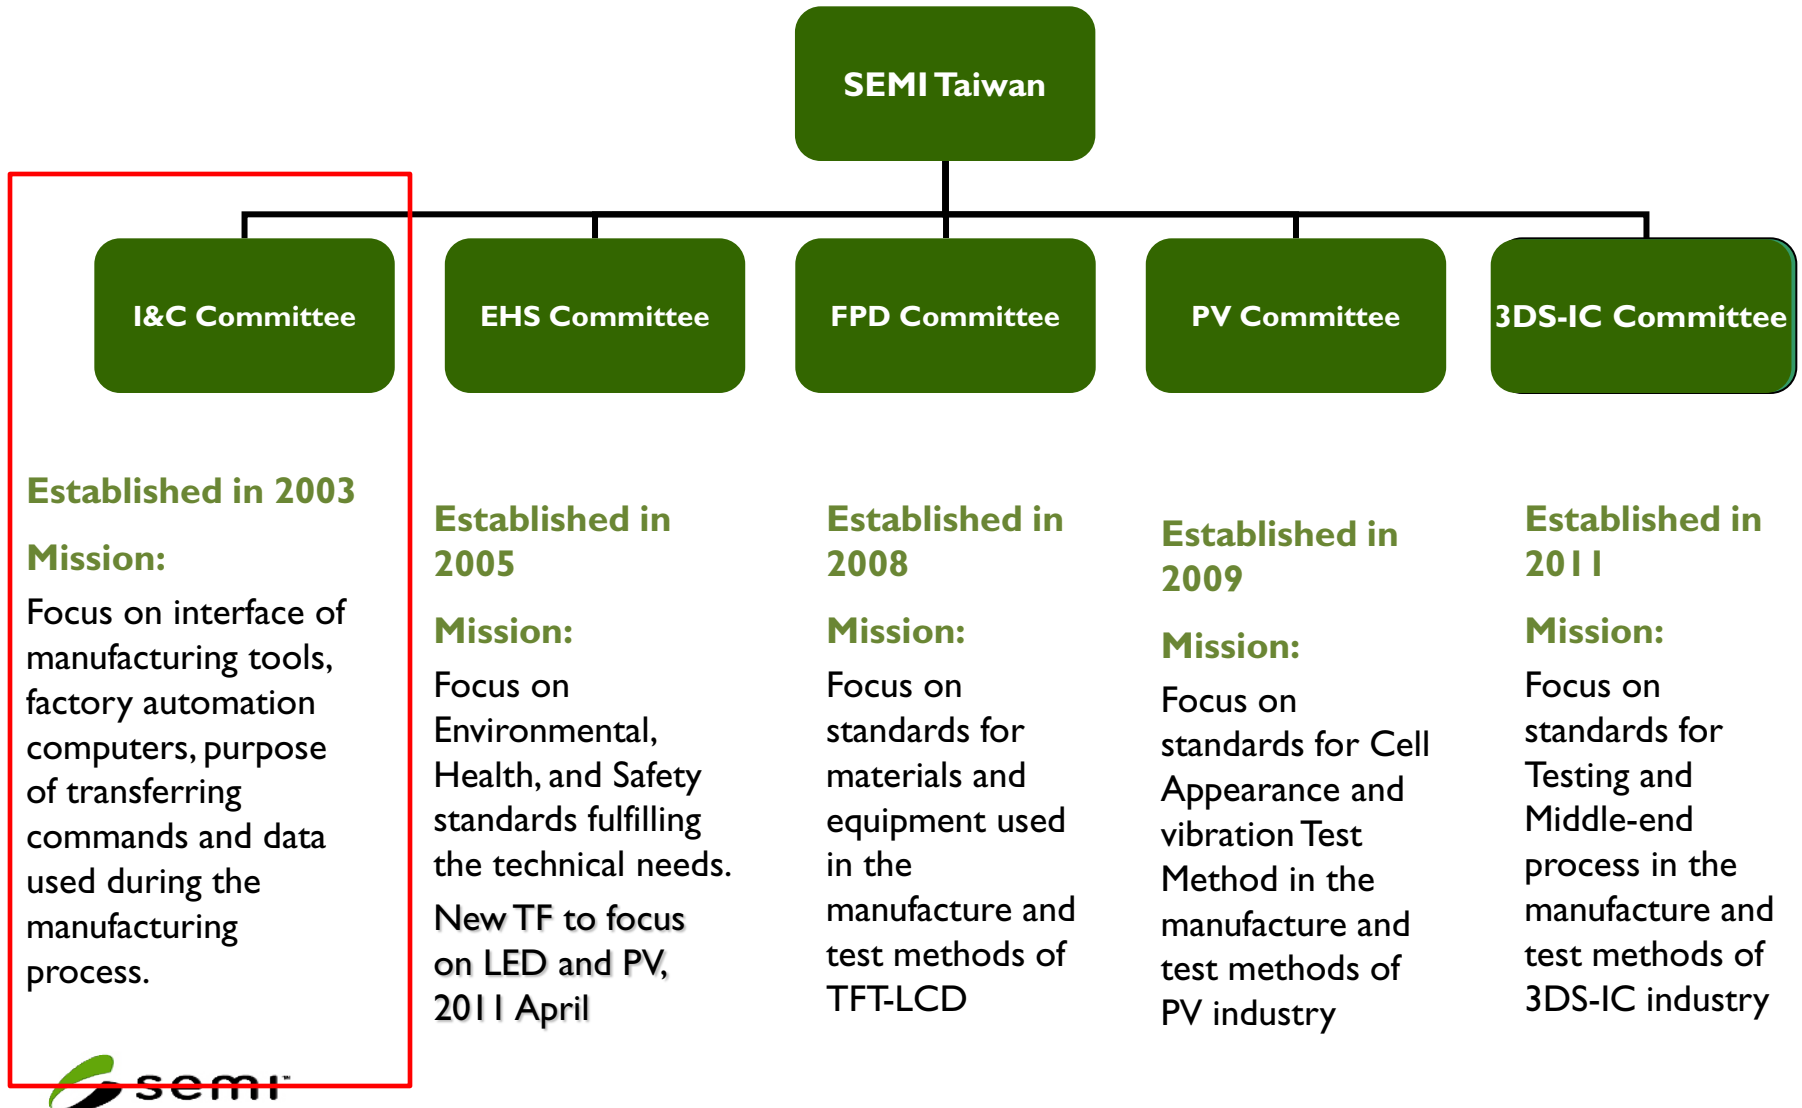 SEMI Taiwan
I&C Committee
EHS Committee
FPD Committee
PV Committee
3DS-IC Committee
Established in 2003
Mission:
Focus on interface of
manufacturing tools,
factory automation
computers, purpose
of transferring
commands and data
used during the
manufacturing
process.
Established in
2005
Mission:
Focus on
Environmental,
Health, and Safety
standards fulfilling
the technical needs.
New TF to focus
on LED and PV,
2011 April
Established in
2008
Mission:
Focus on
standards for
materials and
equipment used
in the
manufacture and
test methods of
TFT-LCD
Established in
2009
Mission:
Focus on
standards for Cell
Appearance and
vibration Test
Method in the
manufacture and
test methods of
PV industry
Established in
2011
Mission:
Focus on
standards for
Testing and
Middle-end
process in the
manufacture and
test methods of
3DS-IC industry
semi™